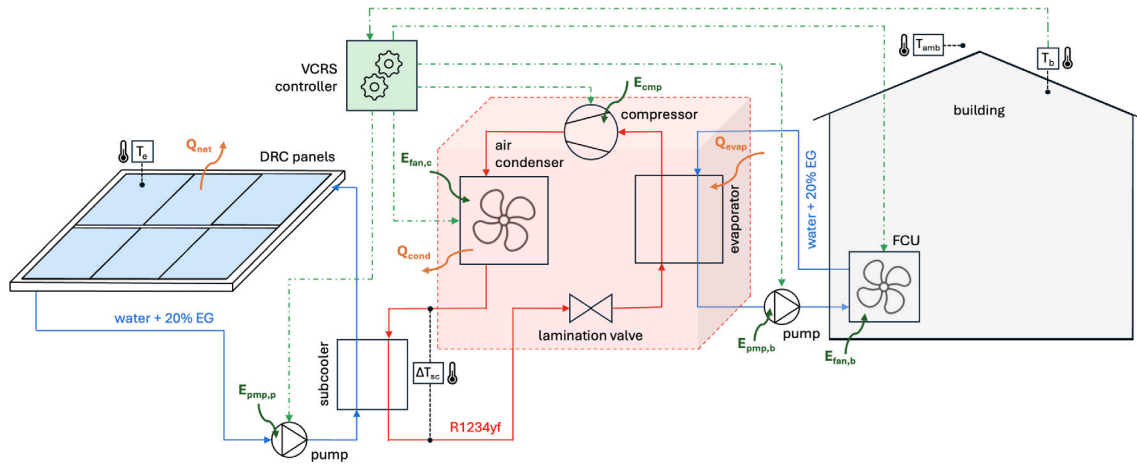 VCRS
controller
T_amb
T_b
building
E_cmp
compressor
T_e
Q_net
DRC panels
E_fan,c
air
condenser
Q_evap
evaporator
water + 20% EG
FCU
Q_cond
lamination valve
water + 20% EG
E_pmp,b
pump
E_fan,b
subcooler
ΔT_sc
E_pmp,p
pump
R1234yf